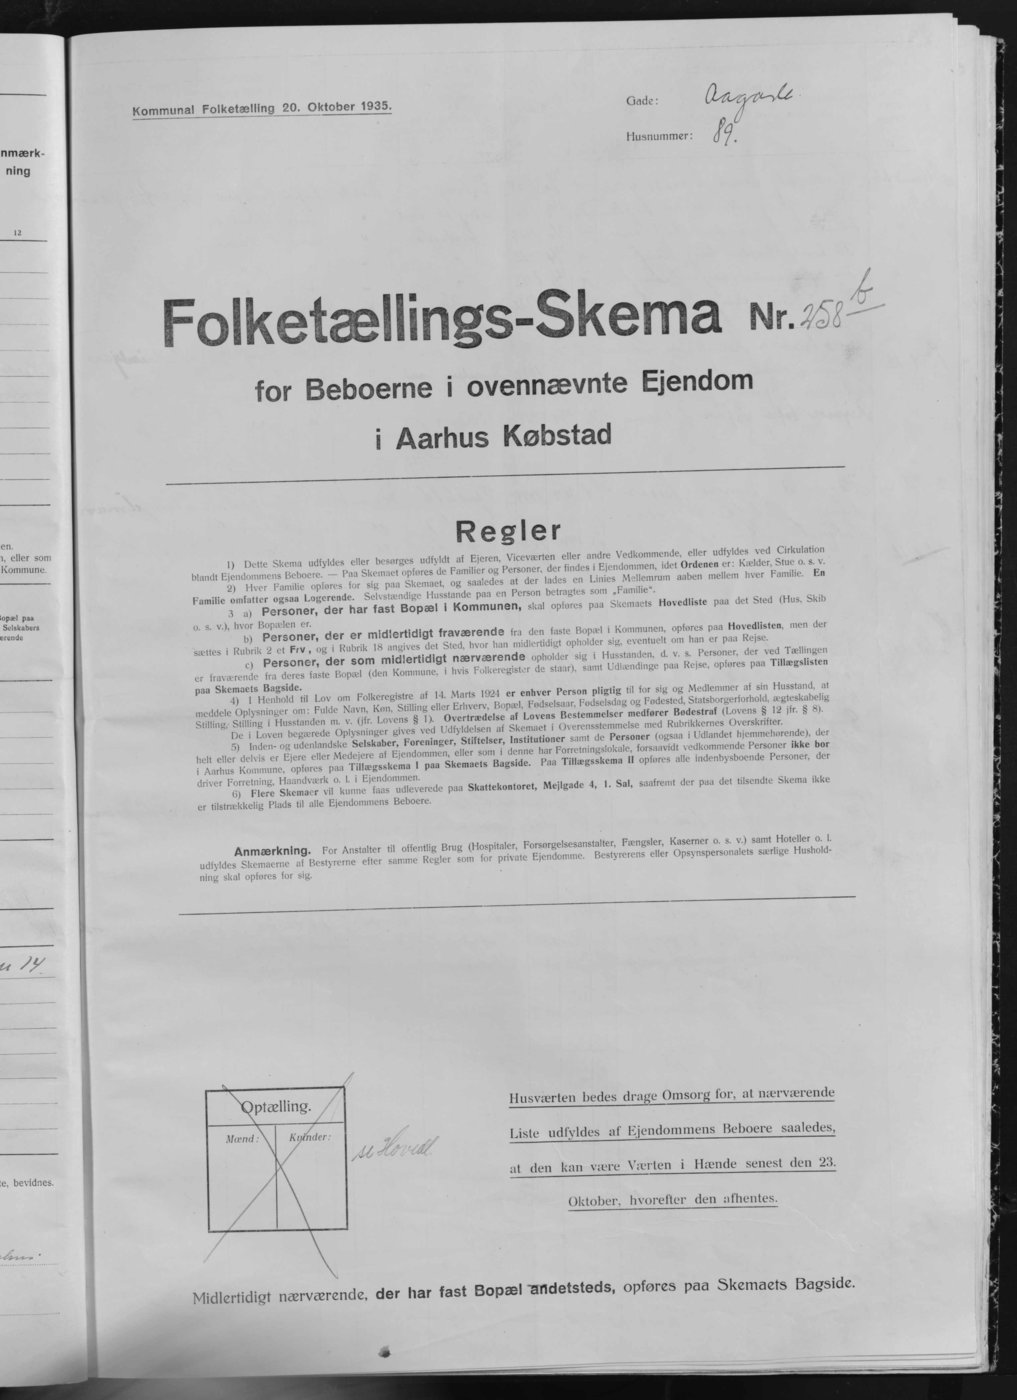 Kommunal Folketælling 20. Oktober 1935.
Gade:
Husnummer: 89.
Folketællings-Skema Nr. 258 b
for Beboerne i ovennævnte Ejendom
i Aarhus Købstad
Regler
1) Dette Skema udfyldes eller besørges udfyldt af Ejeren, Viceværten eller andre Vedkommende, eller udfyldes ved Cirkulation
blandt Ejendommens Beboere. — Paa Skemaet opføres de Familier og Personer, der findes i Ejendommen, idet Ordenen er: Kælder, Stue o. s. v.
2) Hver Familie opføres for sig paa Skemaet, og saaledes at der lades en Linies Mellemrum aaben mellem hver Familie. En
Familie omfatter ogsaa Logerende. Selvstændige Husstande paa en Person betragtes som „Familie".
3 a) Personer, der har fast Bopæl i Kommunen, skal opføres paa Skemaets Hovedliste paa det Sted (Hus, Skib
o. s. v.), hvor Bopælen er.
b) Personer, der er midlertidigt fraværende fra den faste Bopæl i Kommunen, opføres paa Hovedlisten, men der
sættes i Rubrik 2 et Frv, og i Rubrik 18 angives det Sted, hvor han midlertidigt opholder sig, eventuelt om han er paa Rejse.
c) Personer, der som midlertidigt nærværende opholder sig i Husstanden, d. v. s. Personer, der ved Tællingen
er fraværende fra deres faste Bopæl (den Kommune, i hvis Folkeregister de staar), samt Udlændinge paa Rejse, opføres paa Tillægslisten
paa Skemaets Bagside.
4) I Henhold til Lov om Folkeregistre af 14. Marts 1924 er enhver Person pligtig til for sig og Medlemmer af sin Husstand, at
meddele Oplysninger om: Fulde Navn, Køn, Stilling eller Erhverv, Bopæl, Fødselsaar, Fødselsdag og Fødested, Statsborgerforhold, ægteskabelig
Stilling, Stilling i Husstanden m. v. (jfr. Lovens § 1). Overtrædelse af Lovens Bestemmelser medfører Bødestraf (Lovens § 12 jfr. § 8).
De i Loven begærede Oplysninger gives ved Udfyldelsen af Skemaet i Overensstemmelse med Rubrikkernes Overskrifter.
5) Inden- og udenlandske Selskaber, Foreninger, Stiftelser, Institutioner samt de Personer (ogsaa i Udlandet hjemmehørende), der
helt eller delvis er Ejere eller Medejere af Ejendommen, eller som i denne har Forretningslokale, forsaavidt vedkommende Personer ikke bor
i Aarhus Kommune, opføres paa Tillægsskema I paa Skemaets Bagside. Paa Tillægsskema II opføres alle indenbysboende Personer, der
driver Forretning, Haandværk o. l. i Ejendommen.
6) Flere Skemaer vil kunne faas udleverede paa Skattekontoret, Mejlgade 4, 1. Sal, saafremt der paa det tilsendte Skema ikke
er tilstrækkelig Plads til alle Ejendommens Beboere.
Anmærkning. For Anstalter til offentlig Brug (Hospitaler, Forsørgelsesanstalter, Fængsler, Kaserner o. s. v.) samt Hoteller o. l.
udfyldes Skemaerne af Bestyrerne efter samme Regler som for private Ejendomme. Bestyrerens eller Opsynspersonalets særlige Hushold-
ning skal opføres for sig.
Optælling.
Mænd: Kvinder:
se Hovedl
Husværten bedes drage Omsorg for, at nærværende
Liste udfyldes af Ejendommens Beboere saaledes,
at den kan være Værten i Hænde senest den 23.
Oktober, hvorefter den afhentes.
Midlertidigt nærværende, der har fast Bopæl andetsteds, opføres paa Skemaets Bagside.
nmærk-
ning
12
en.
, eller som
Kommune.
opæl paa
Selskabers
erende
14.
e, bevidnes.